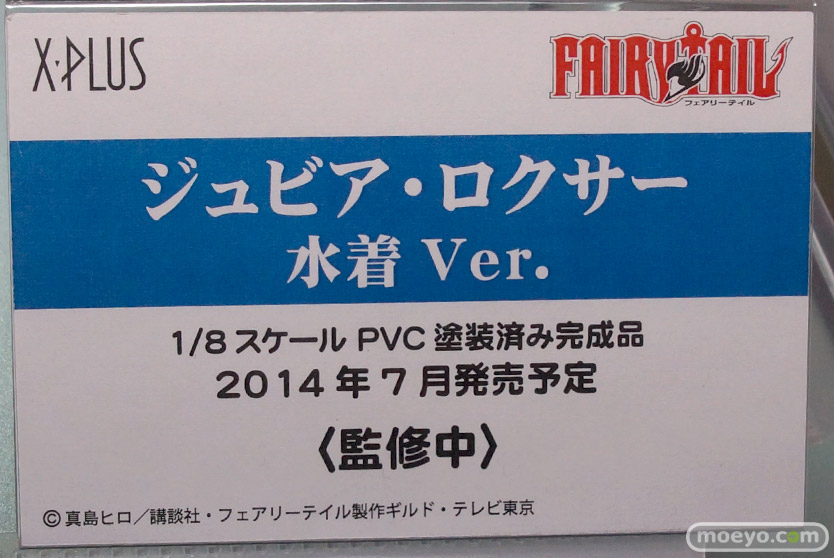 X·PLUS
FAIRY TAIL
フェアリーテイル
ジュビア・ロクサー
水着 Ver.
1/8スケール PVC 塗装済み完成品
2014年7月発売予定
〈監修中〉
©真島ヒロ／講談社・フェアリーテイル製作ギルド・テレビ東京
moeyo.com